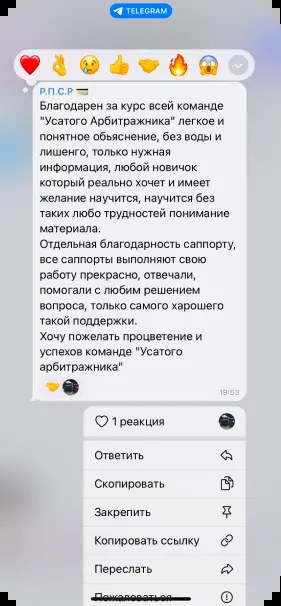 TELEGRAM
Р.П.С.Р
Благодарен за курс всей команде
"Усатого Арбитражника" легкое и
понятное обьяснение, без воды и
лишенго, только нужная
информация, любой новичок
который реально хочет и имеет
желание научится, научится без
таких любо трудностей понимание
материала.
Отдельная благодарность саппорту,
все саппорты выполняют свою
работу прекрасно, отвечали,
помогали с любим решением
вопроса, только самого харошего
такой поддержки.
Хочу пожелать процветение и
успехов команде "Усатого
арбитражника"
19:53
1 реакция
Ответить
Скопировать
Закрепить
Копировать ссылку
Переслать
Пожаловаться